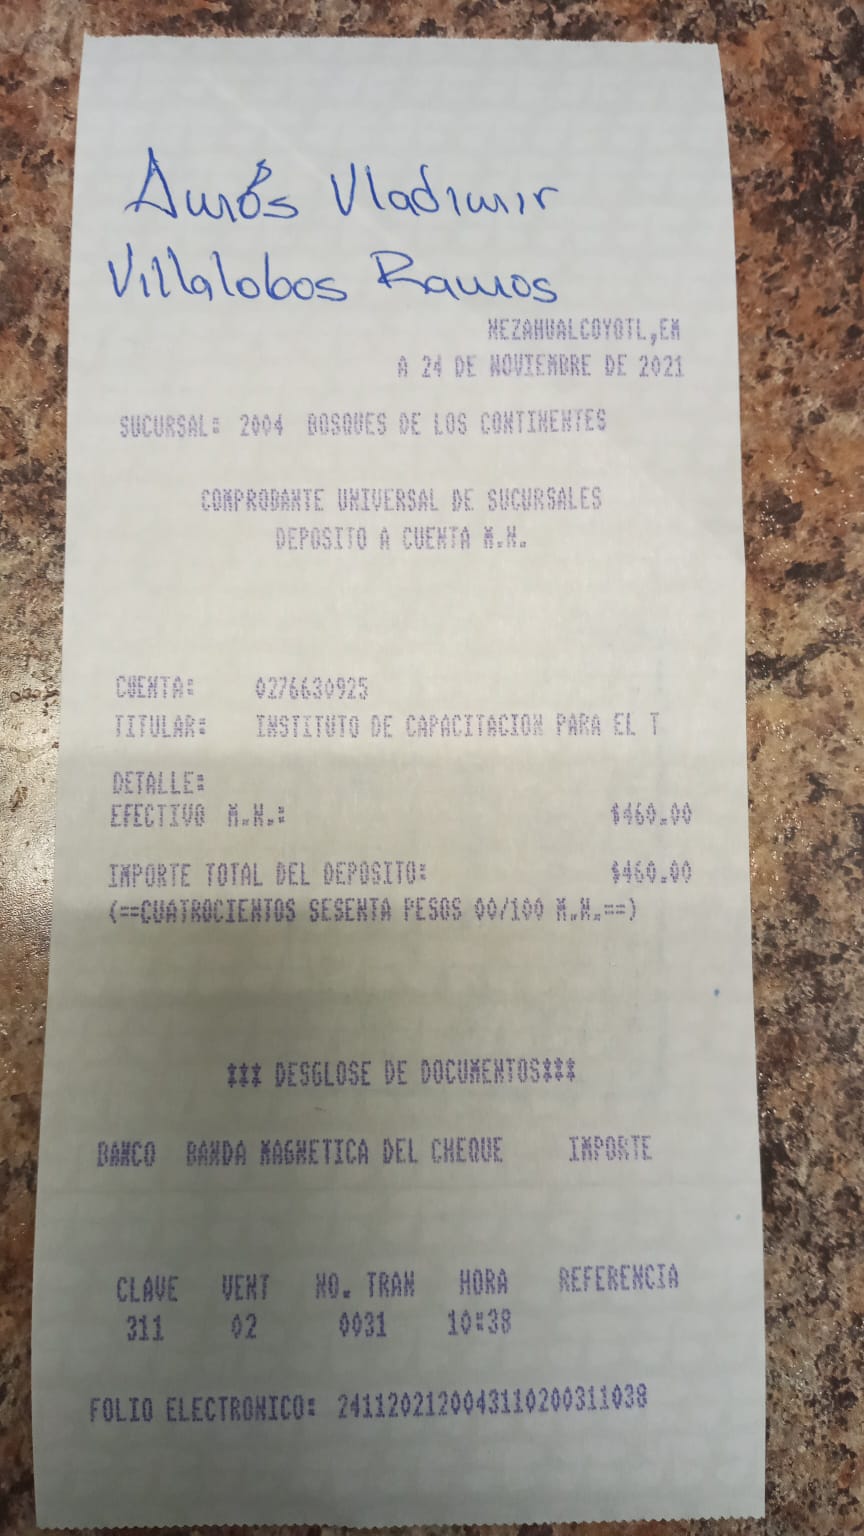 Amós Vladimir
Villalobos Ramos
NEZAHUALCOYOTL,EM
A 24 DE NOVIEMBRE DE 2021
SUCURSAL: 2004 BOSQUES DE LOS CONTINENTES
COMPROBANTE UNIVERSAL DE SUCURSALES
DEPOSITO A CUENTA M.N.
CUENTA: 0276630925
TITULAR: INSTITUTO DE CAPACITACION PARA EL T
DETALLE:
EFECTIVO M.N.: $460.00
IMPORTE TOTAL DEL DEPOSITO: $460.00
(==CUATROCIENTOS SESENTA PESOS 00/100 M.N.==)
*** DESGLOSE DE DOCUMENTOS***
BANCO BANDA MAGNETICA DEL CHEQUE IMPORTE
CLAVE VENT NO. TRAN HORA REFERENCIA
311 02 0031 10:38
FOLIO ELECTRONICO: 24112021200431102003110​38